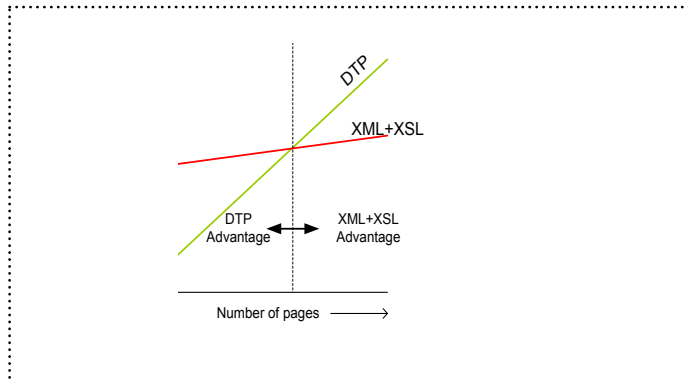 DTP
XML+XSL
DTP
Advantage
XML+XSL
Advantage
Number of pages